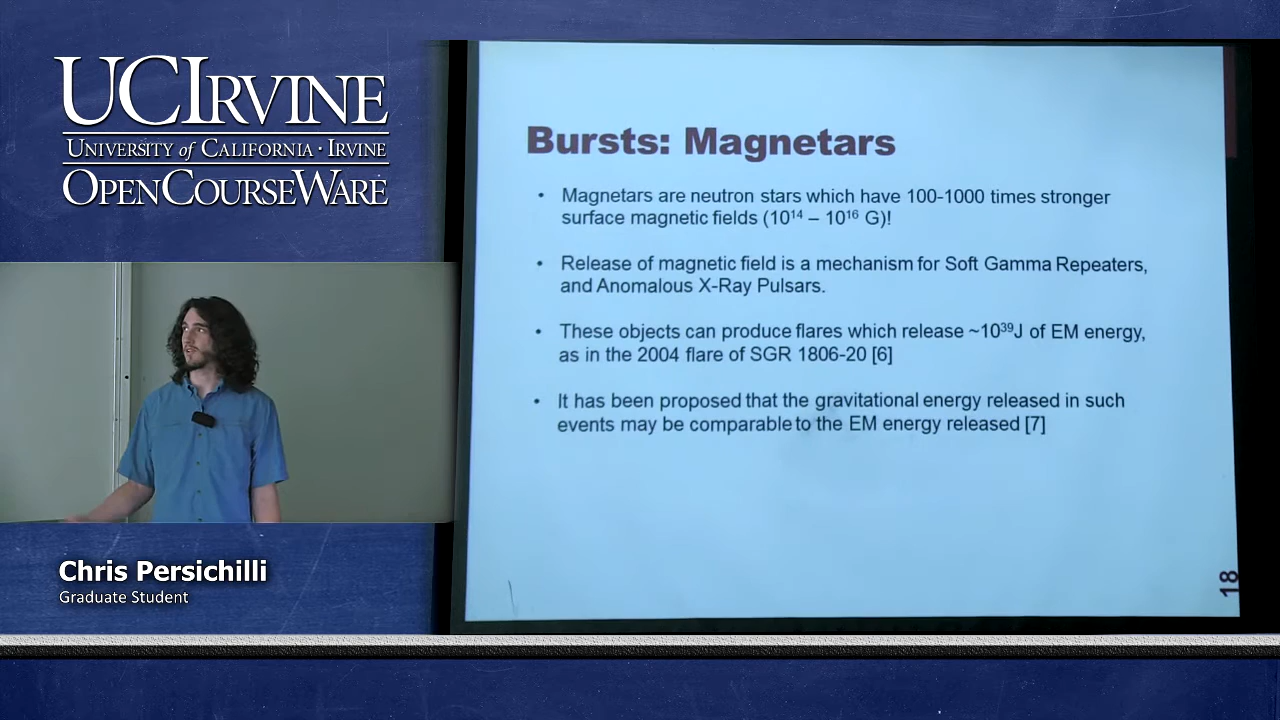 UCIRVINE
UNIVERSITY of CALIFORNIA · IRVINE
OPENCOURSEWARE
Bursts: Magnetars
• Magnetars are neutron stars which have 100-1000 times stronger
surface magnetic fields (10¹⁴ – 10¹⁶ G)!
• Release of magnetic field is a mechanism for Soft Gamma Repeaters,
and Anomalous X-Ray Pulsars.
• These objects can produce flares which release ~10³⁹J of EM energy,
as in the 2004 flare of SGR 1806-20 [6]
• It has been proposed that the gravitational energy released in such
events may be comparable to the EM energy released [7]
18
Chris Persichilli
Graduate Student